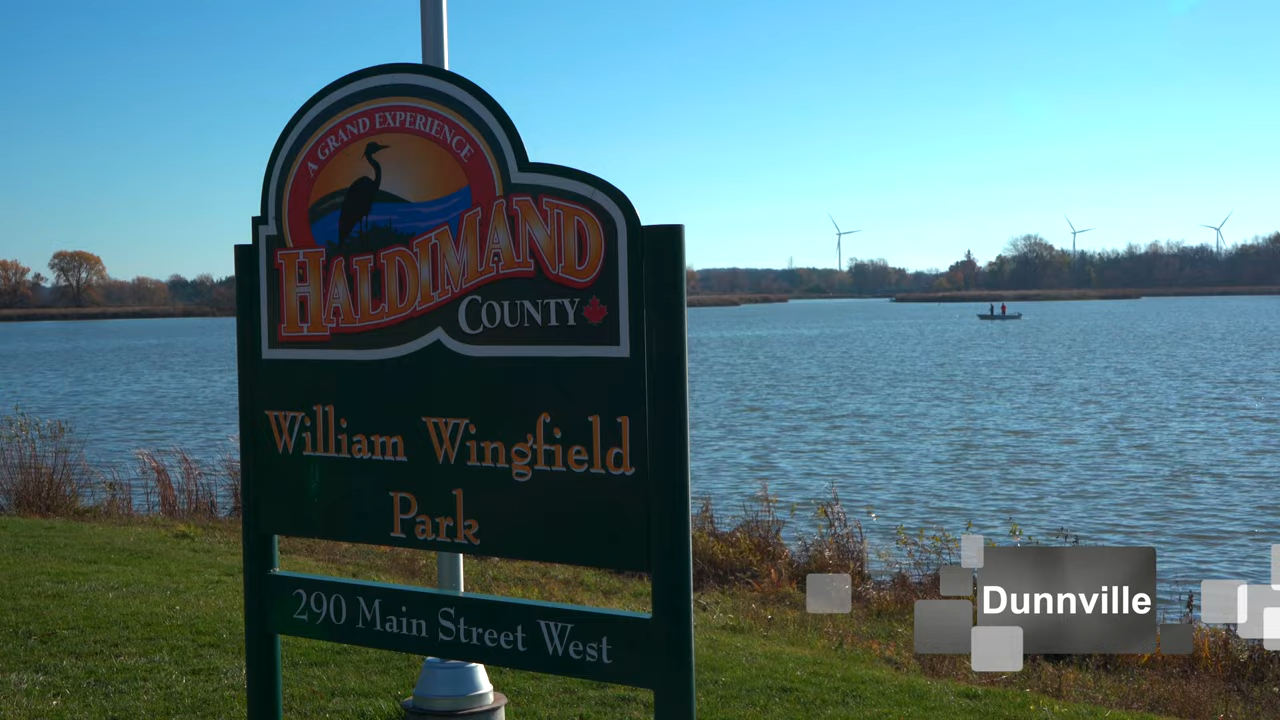 A GRAND EXPERIENCE
HALDIMAND
COUNTY
William Wingfield
Park
290 Main Street West
Dunnville